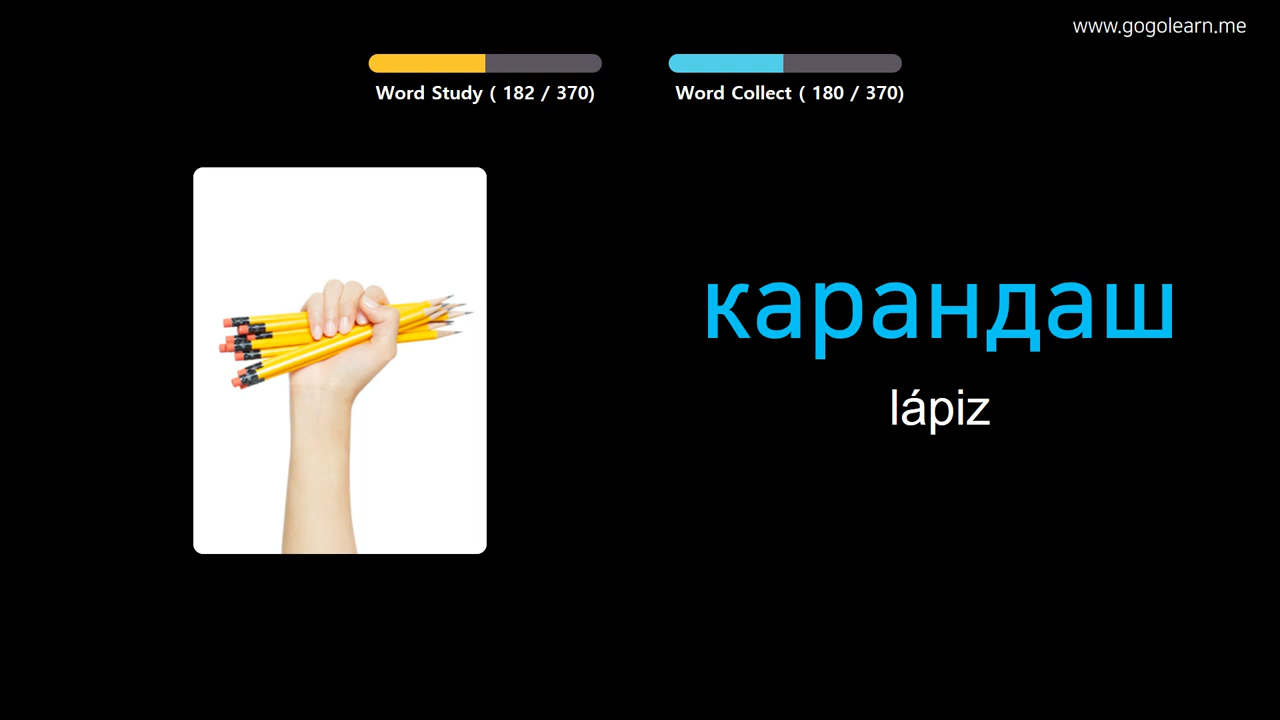 www.gogolearn.me
Word Study ( 182 / 370)
Word Collect ( 180 / 370)
карандаш
lápiz